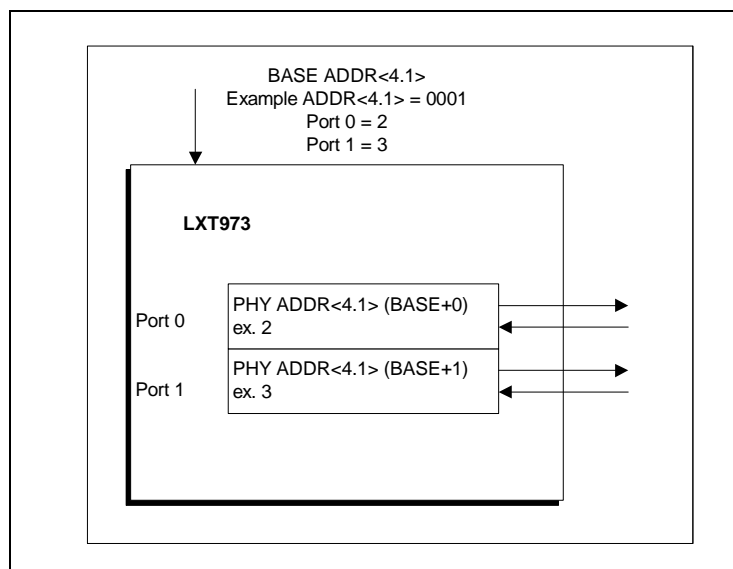 BASE ADDR<4.1>
Example ADDR<4.1> = 0001
Port 0 = 2
Port 1 = 3
LXT973
Port 0
PHY ADDR<4.1> (BASE+0)
ex. 2
Port 1
PHY ADDR<4.1> (BASE+1)
ex. 3